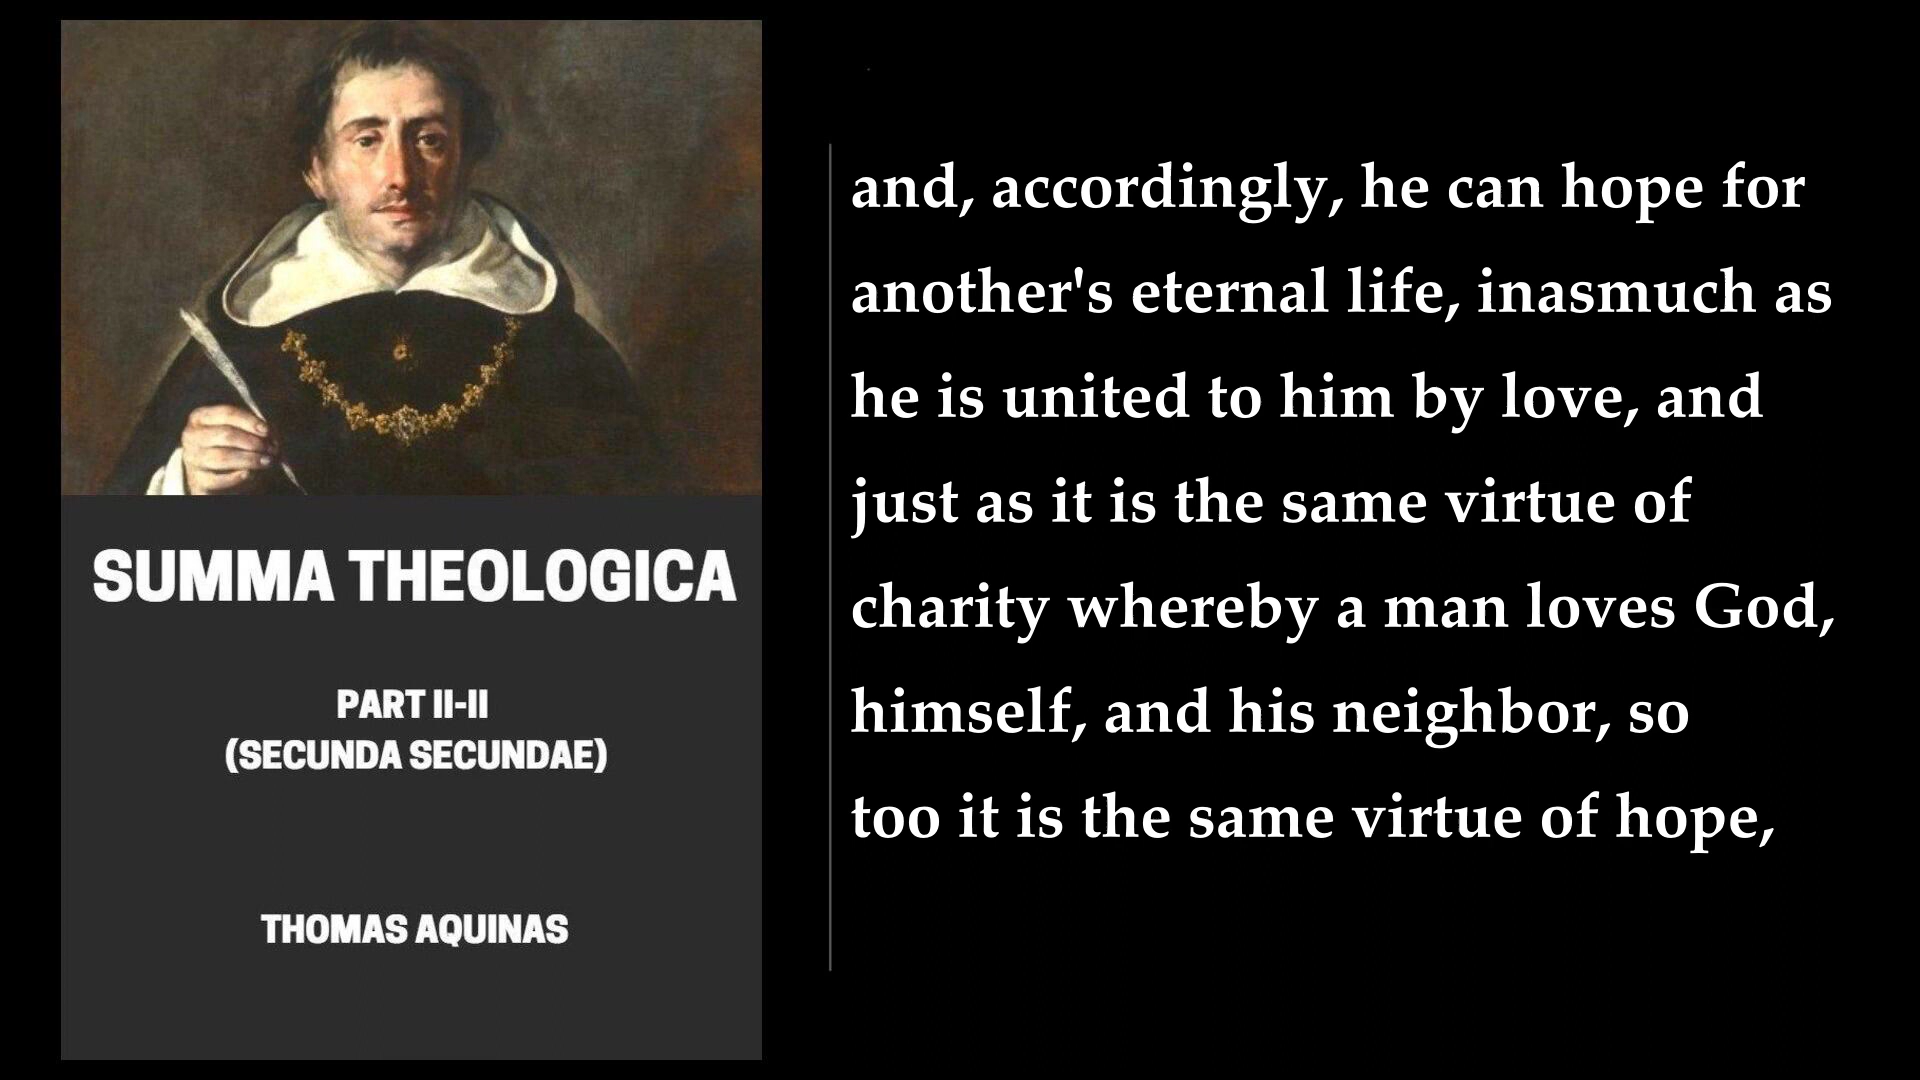 SUMMA THEOLOGICA
PART II-II
(SECUNDA SECUNDAE)
THOMAS AQUINAS
and, accordingly, he can hope for
another's eternal life, inasmuch as
he is united to him by love, and
just as it is the same virtue of
charity whereby a man loves God,
himself, and his neighbor, so
too it is the same virtue of hope,